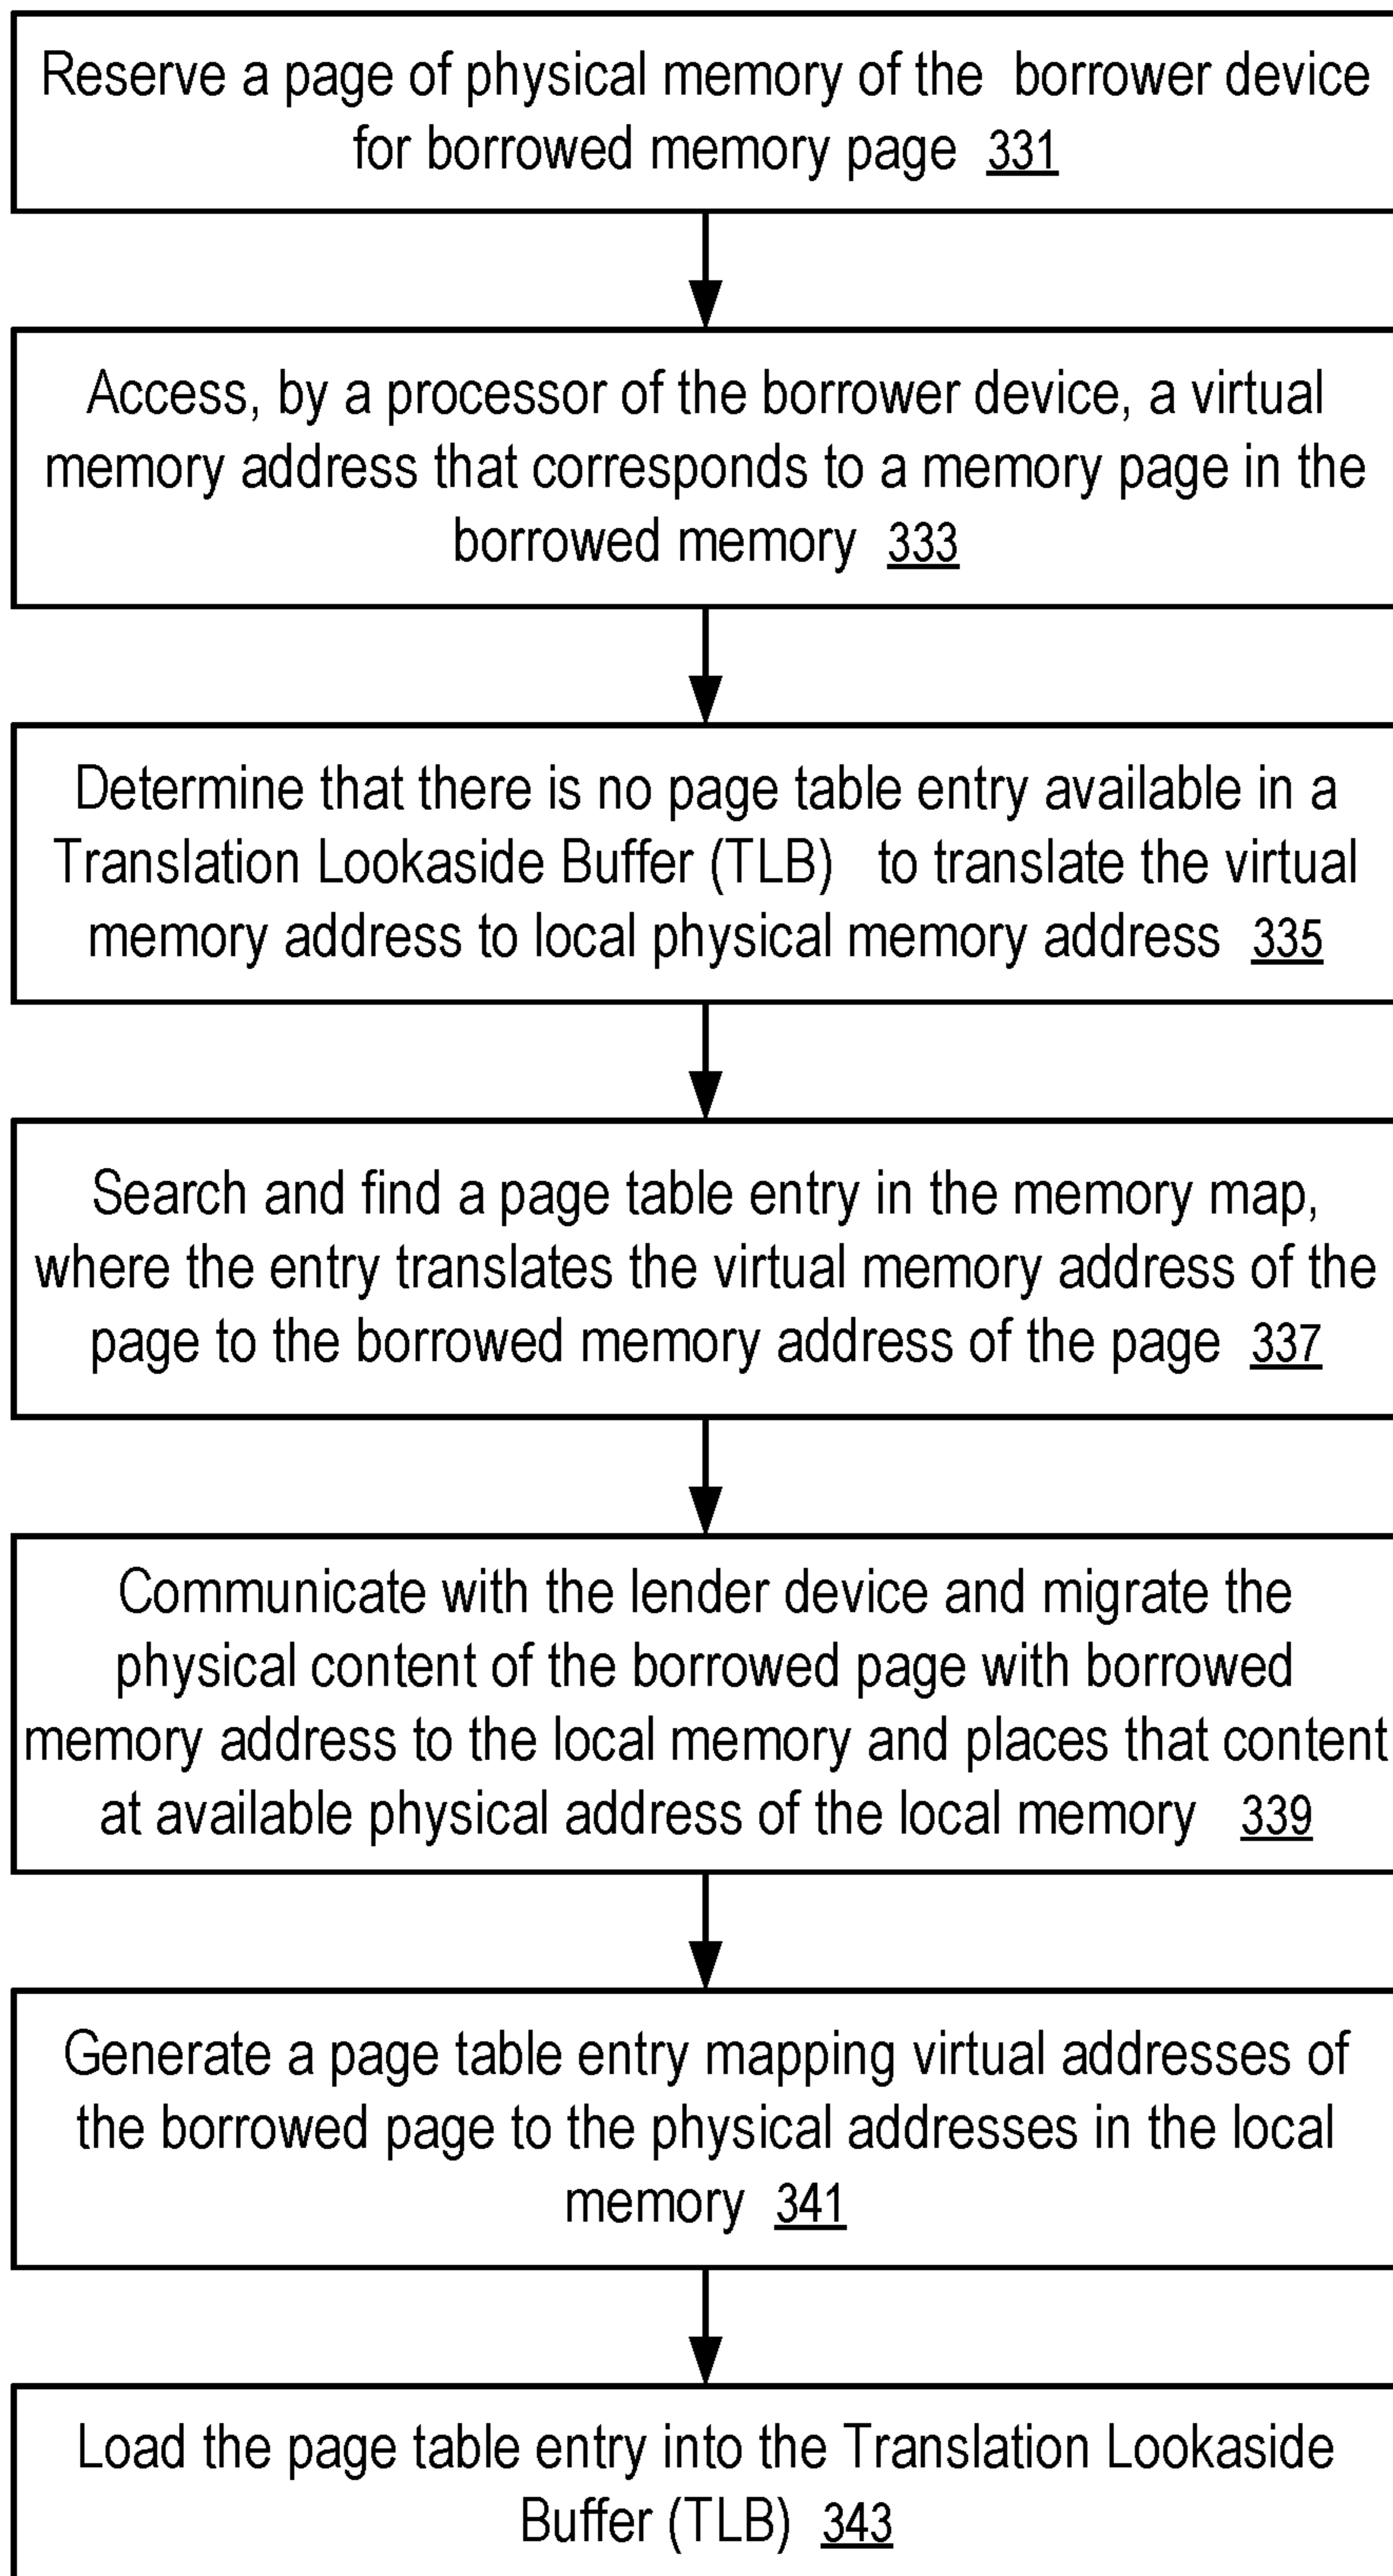 Reserve a page of physical memory of the borrower device
for borrowed memory page 331
Access, by a processor of the borrower device, a virtual
memory address that corresponds to a memory page in the
borrowed memory 333
Determine that there is no page table entry available in a
Translation Lookaside Buffer (TLB) to translate the virtual
memory address to local physical memory address 335
Search and find a page table entry in the memory map,
where the entry translates the virtual memory address of the
page to the borrowed memory address of the page 337
Communicate with the lender device and migrate the
physical content of the borrowed page with borrowed
memory address to the local memory and places that content
at available physical address of the local memory 339
Generate a page table entry mapping virtual addresses of
the borrowed page to the physical addresses in the local
memory 341
Load the page table entry into the Translation Lookaside
Buffer (TLB) 343